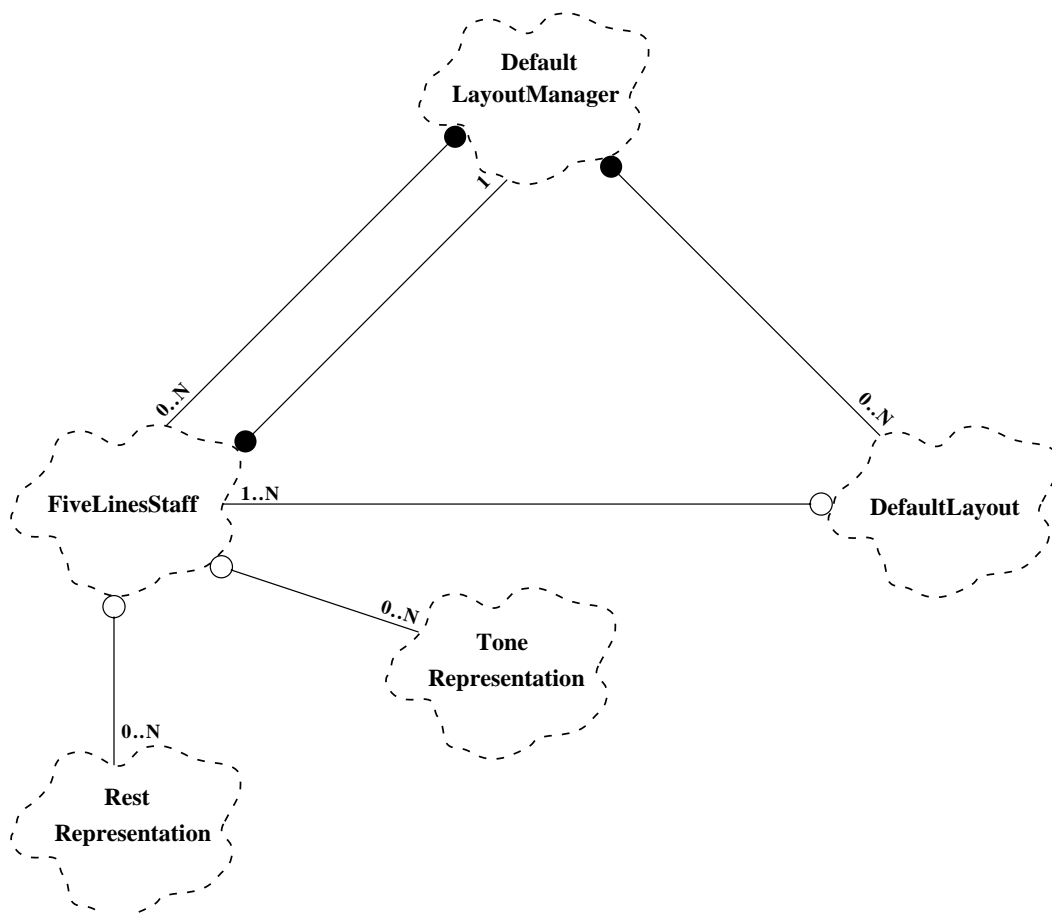 Default
LayoutManager
1
0..N
0..N
FiveLinesStaff
1..N
DefaultLayout
0..N
Tone
Representation
0..N
Rest
Representation